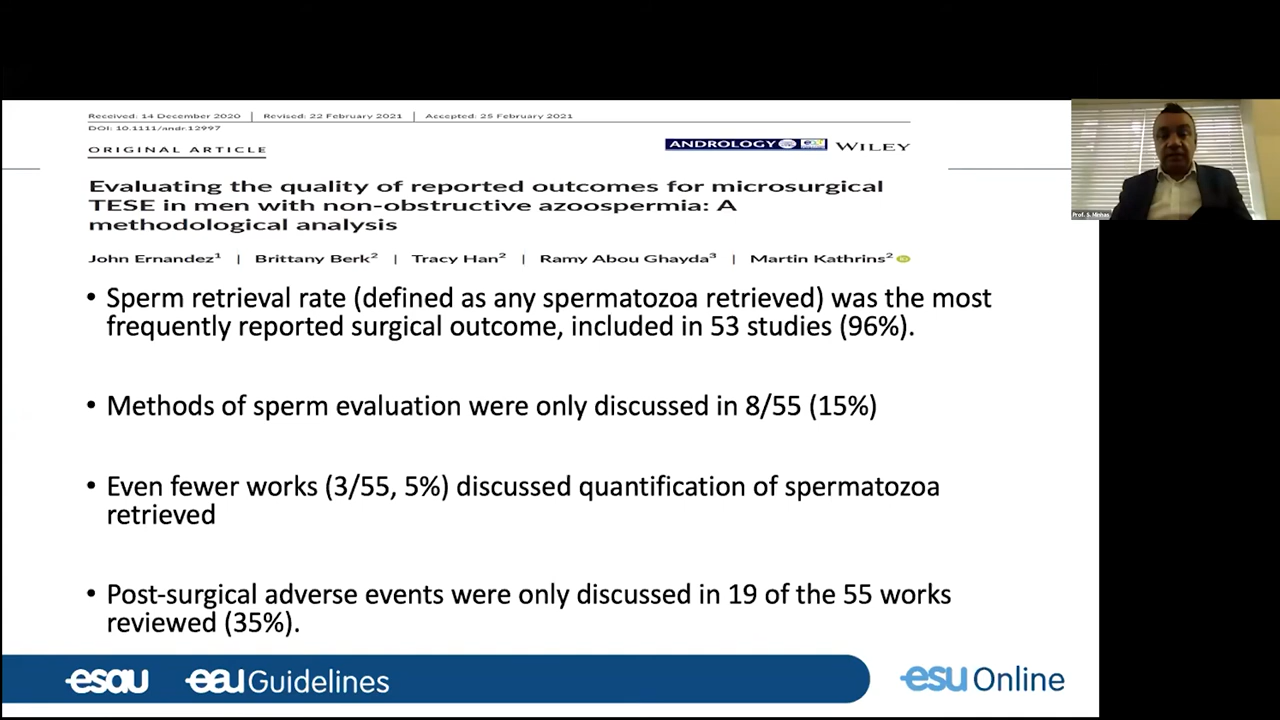 Received: 14 December 2020 | Revised: 22 February 2021 | Accepted: 25 February 2021
DOI: 10.1111/andr.12997
ORIGINAL ARTICLE
ANDROLOGY WILEY
Evaluating the quality of reported outcomes for microsurgical
TESE in men with non-obstructive azoospermia: A
methodological analysis
John Ernandez1 | Brittany Berk2 | Tracy Han2 | Ramy Abou Ghayda3 | Martin Kathrins2
• Sperm retrieval rate (defined as any spermatozoa retrieved) was the most
frequently reported surgical outcome, included in 53 studies (96%).
• Methods of sperm evaluation were only discussed in 8/55 (15%)
• Even fewer works (3/55, 5%) discussed quantification of spermatozoa
retrieved
• Post-surgical adverse events were only discussed in 19 of the 55 works
reviewed (35%).
Prof. S. Minhas
esau eau Guidelines esu Online